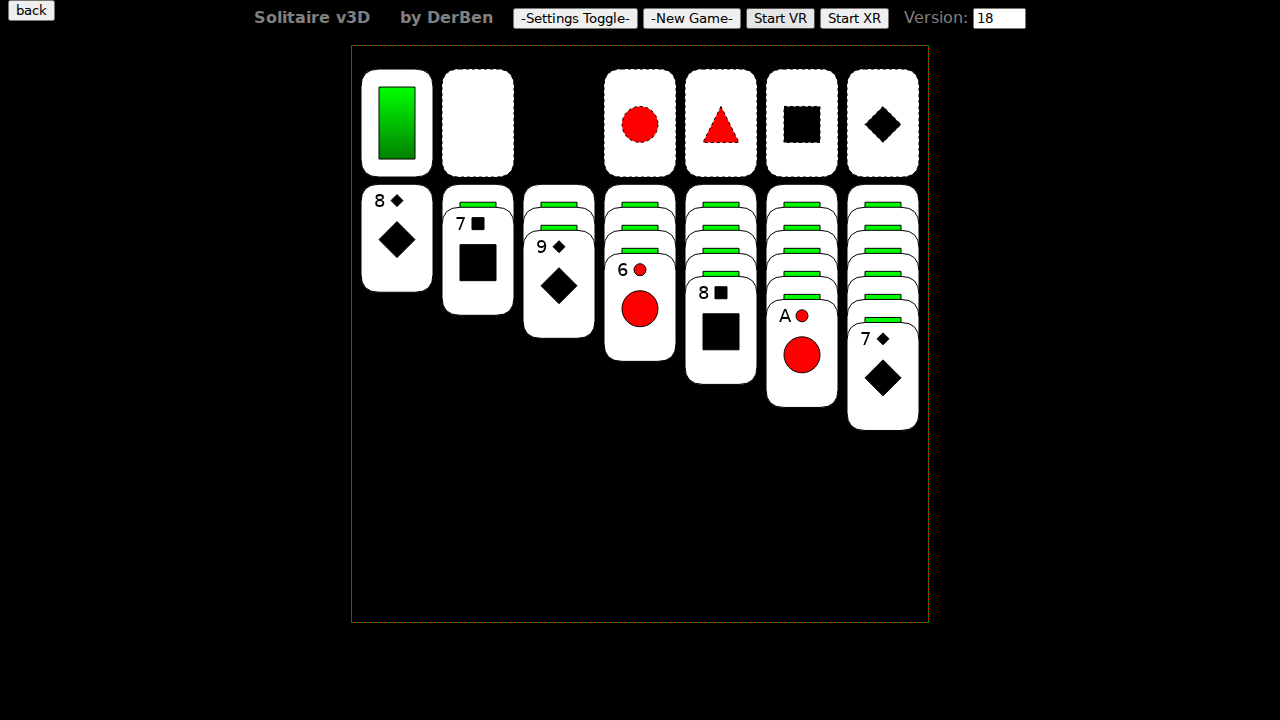 back
Solitaire v3D by DerBen -Settings Toggle- -New Game- Start VR Start XR Version: 18
8
7
9
6
8
A
7